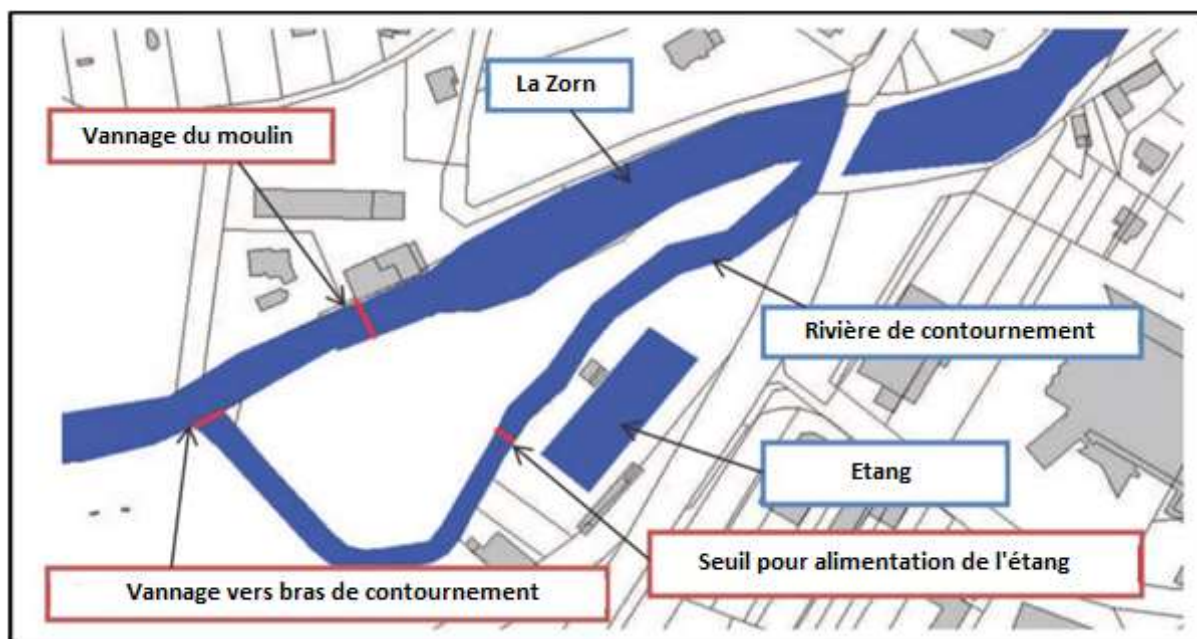 La Zorn
Vannage du moulin
Rivière de contournement
Etang
Seuil pour alimentation de l'étang
Vannage vers bras de contournement